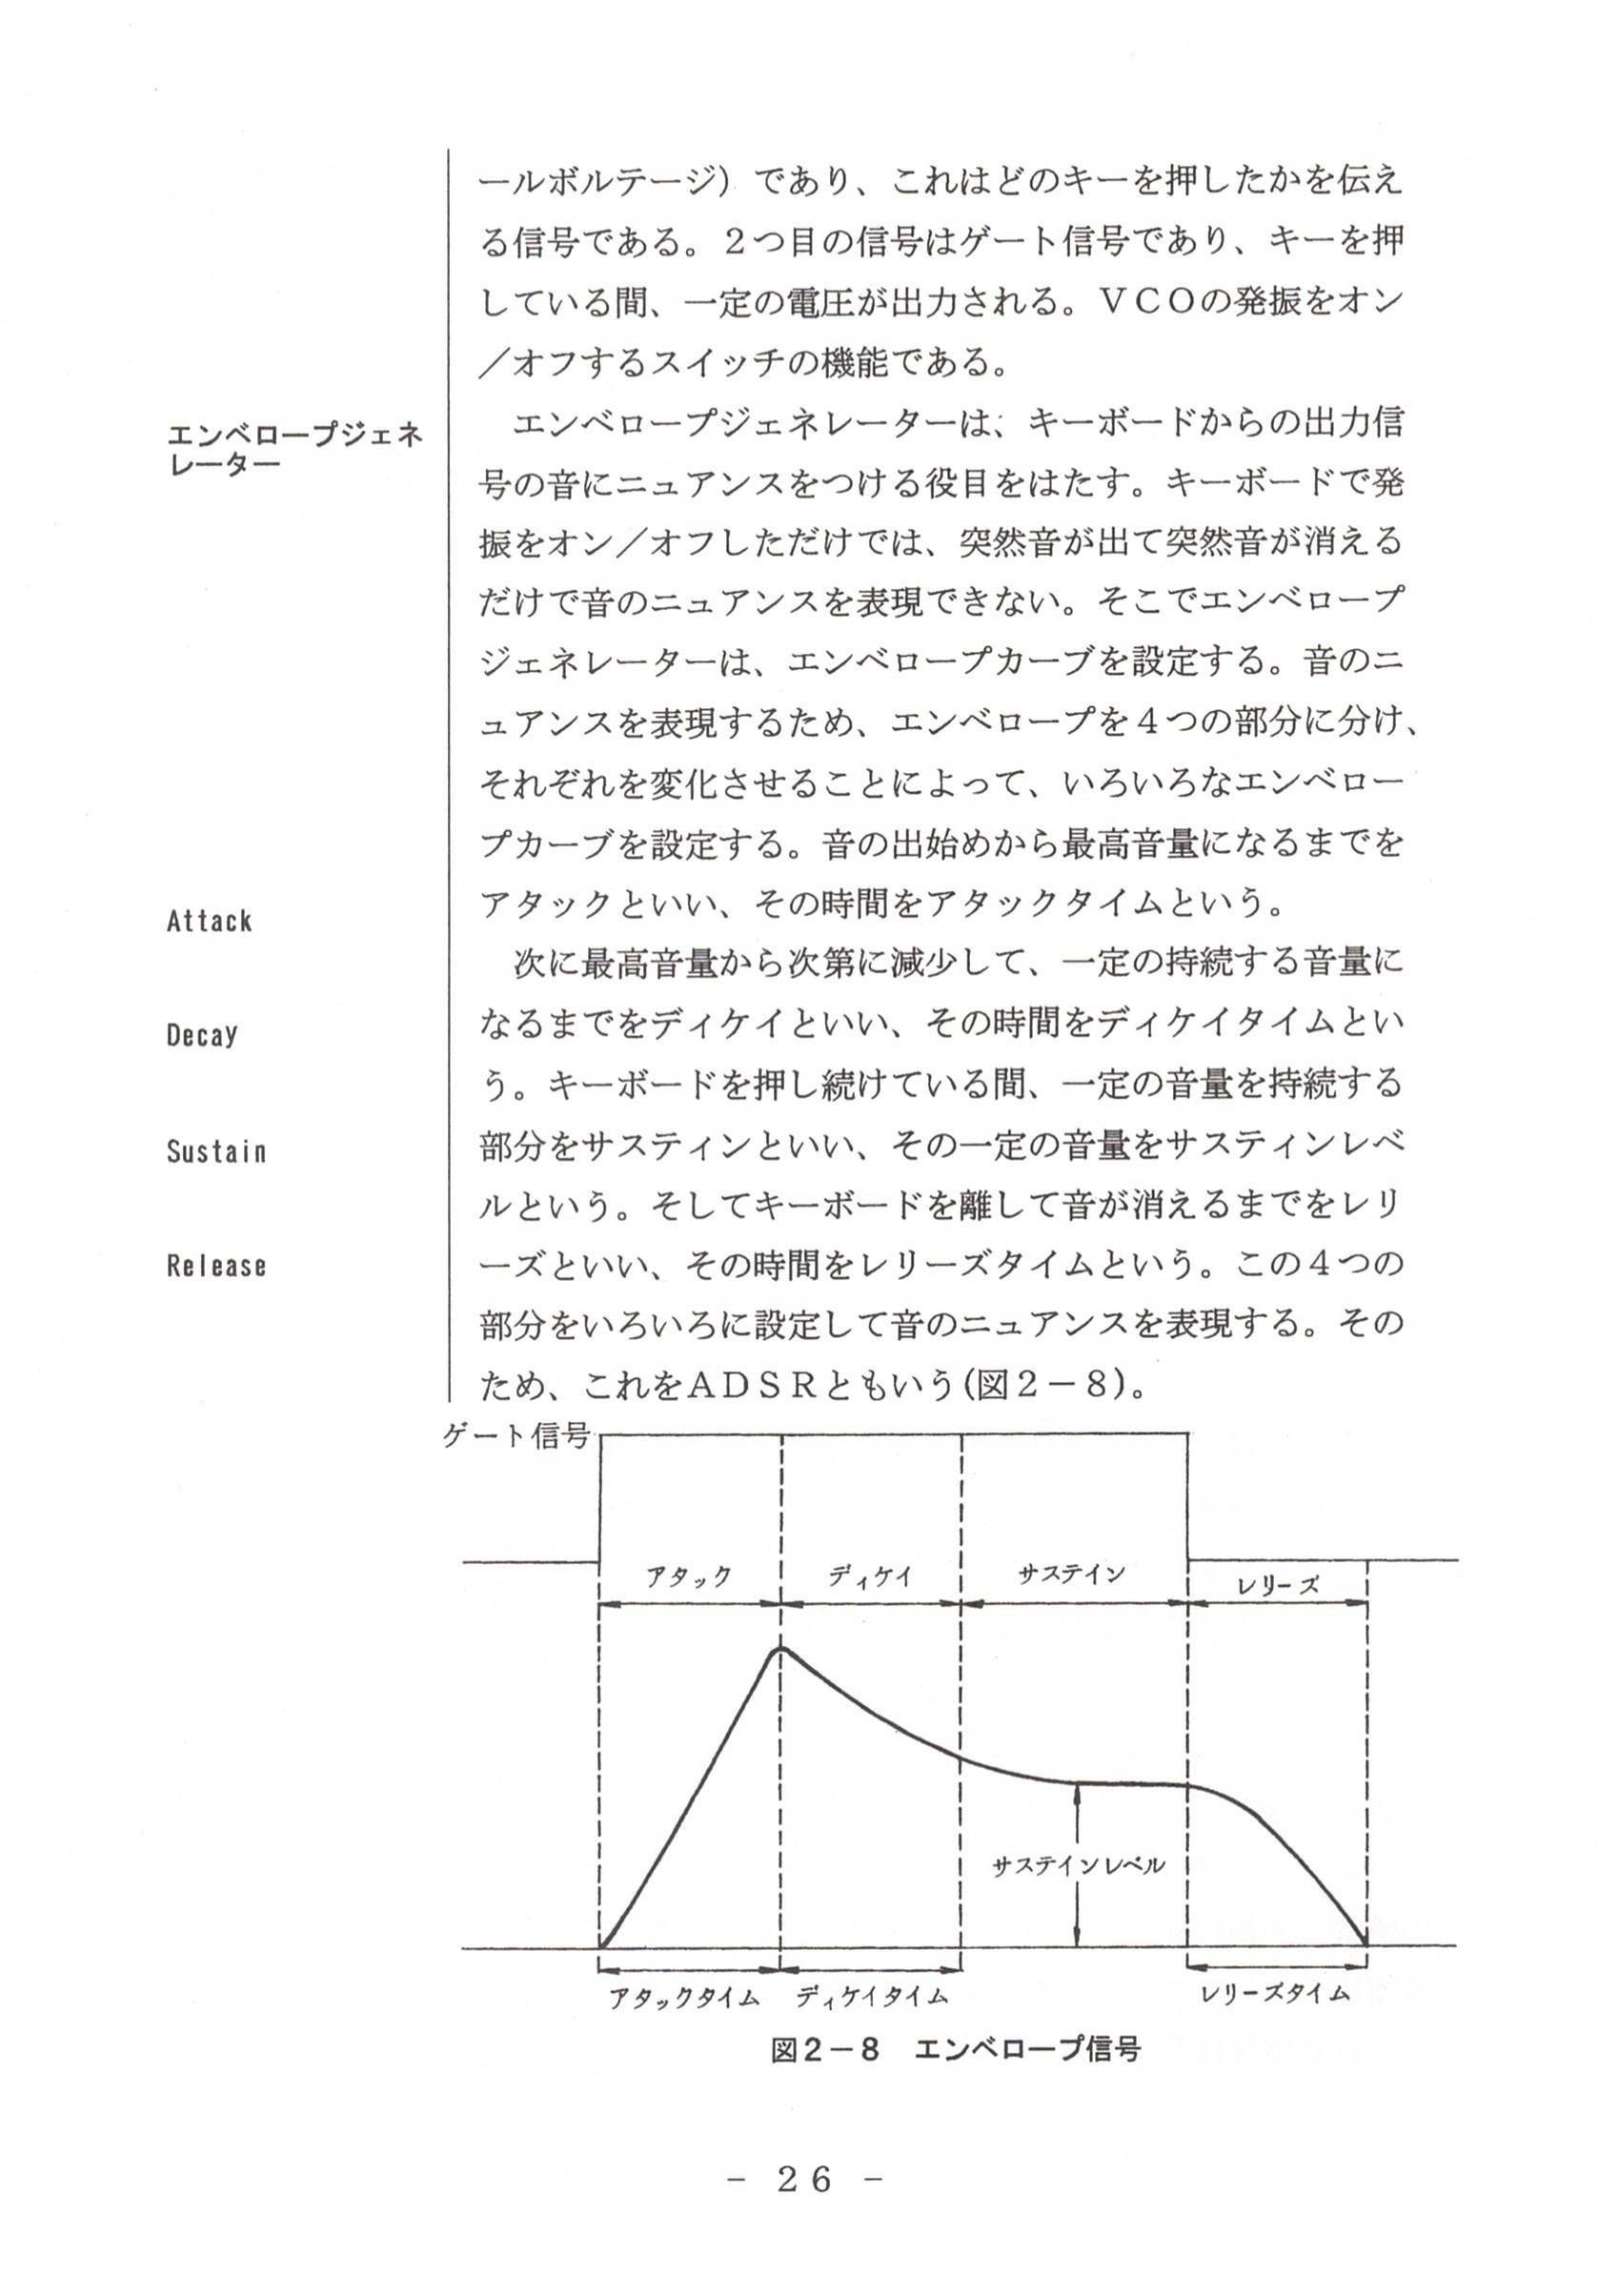 ールボルテージ）であり、これはどのキーを押したかを伝え
る信号である。２つ目の信号はゲート信号であり、キーを押
している間、一定の電圧が出力される。ＶＣＯの発振をオン
／オフするスイッチの機能である。
エンベロープジェネ
レーター
エンベロープジェネレーターは、キーボードからの出力信
号の音にニュアンスをつける役目をはたす。キーボードで発
振をオン／オフしただけでは、突然音が出て突然音が消える
だけで音のニュアンスを表現できない。そこでエンベロープ
ジェネレーターは、エンベロープカーブを設定する。音のニ
ュアンスを表現するため、エンベロープを４つの部分に分け、
それぞれを変化させることによって、いろいろなエンベロー
プカーブを設定する。音の出始めから最高音量になるまでを
アタックといい、その時間をアタックタイムという。
Attack
次に最高音量から次第に減少して、一定の持続する音量に
なるまでをディケイといい、その時間をディケイタイムとい
Decay
う。キーボードを押し続けている間、一定の音量を持続する
部分をサスティンといい、その一定の音量をサスティンレベ
Sustain
ルという。そしてキーボードを離して音が消えるまでをレリ
ーズといい、その時間をレリーズタイムという。この４つの
Release
部分をいろいろに設定して音のニュアンスを表現する。その
ため、これをＡＤＳＲともいう（図２－８）。
ゲート信号
アタック ディケイ サステイン レリーズ
サステインレベル
アタックタイム ディケイタイム レリーズタイム
図２－８ エンベロープ信号
－ 26 －